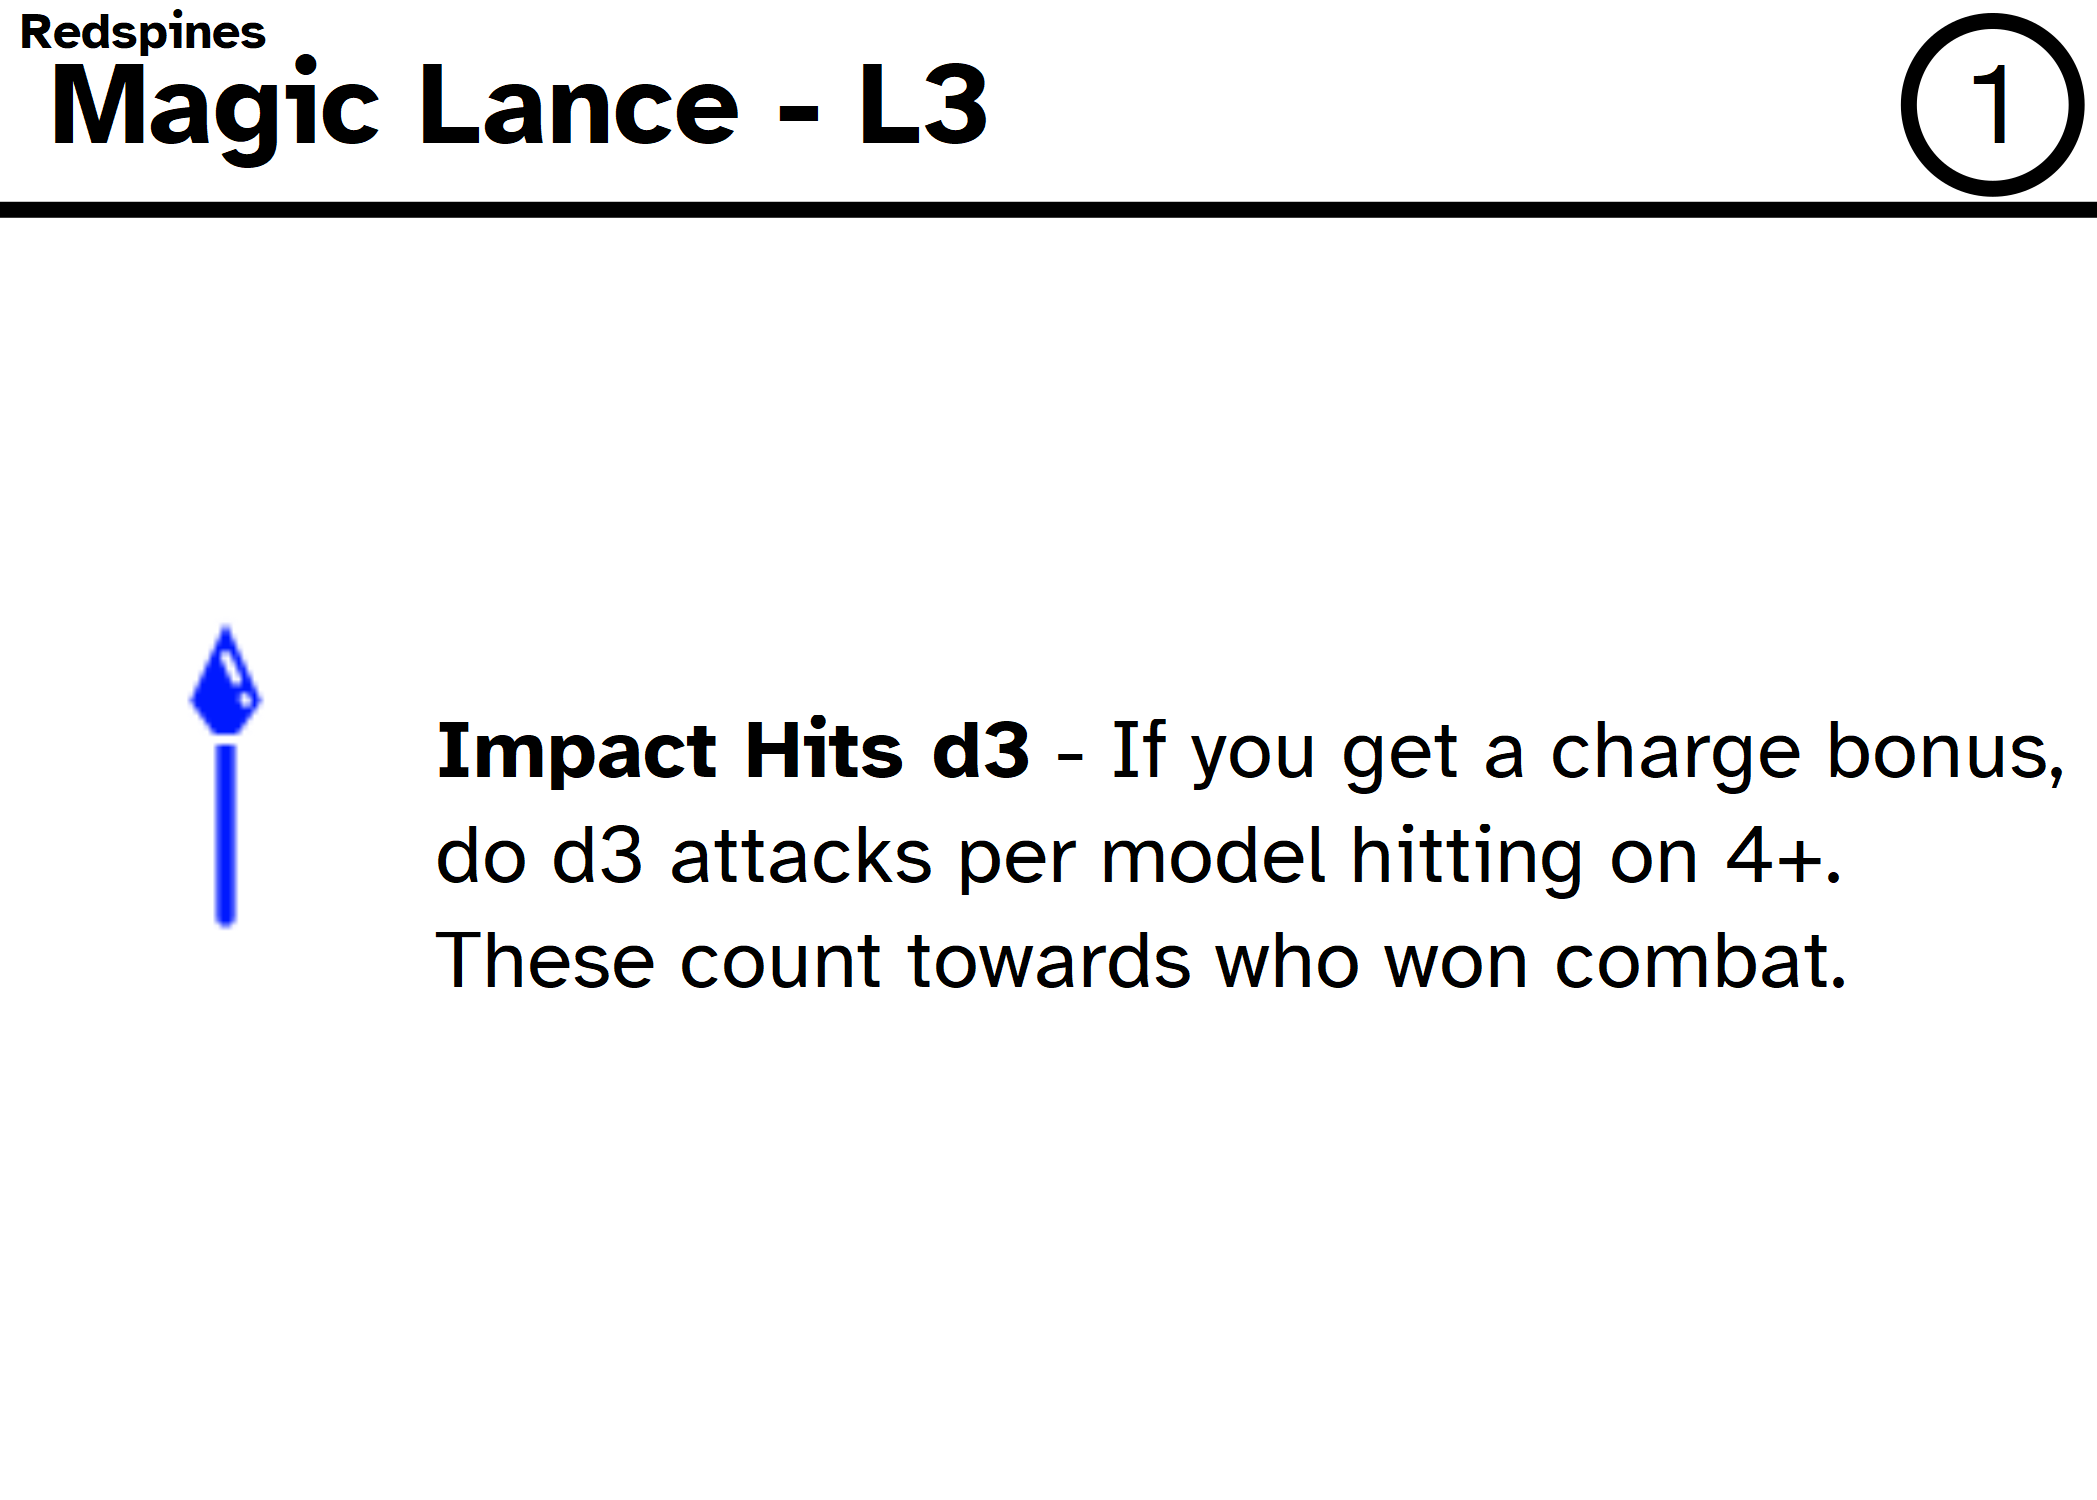 Redspines
Magic Lance - L3
1
Impact Hits d3 - If you get a charge bonus,
do d3 attacks per model hitting on 4+.
These count towards who won combat.